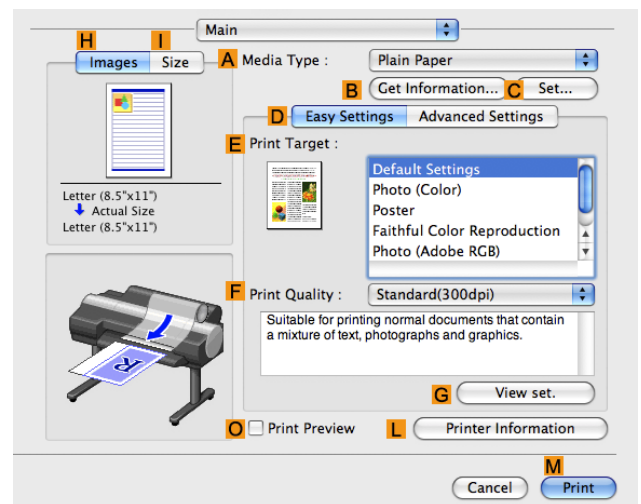 Main
H I
Images Size
A Media Type : Plain Paper
B Get Information... C Set...
D Easy Settings Advanced Settings
E Print Target :
Default Settings
Photo (Color)
Poster
Faithful Color Reproduction
Photo (Adobe RGB)
Letter (8.5"x11")
Actual Size
Letter (8.5"x11")
F Print Quality : Standard(300dpi)
Suitable for printing normal documents that contain
a mixture of text, photographs and graphics.
R
G View set.
O Print Preview L Printer Information
M
Cancel Print